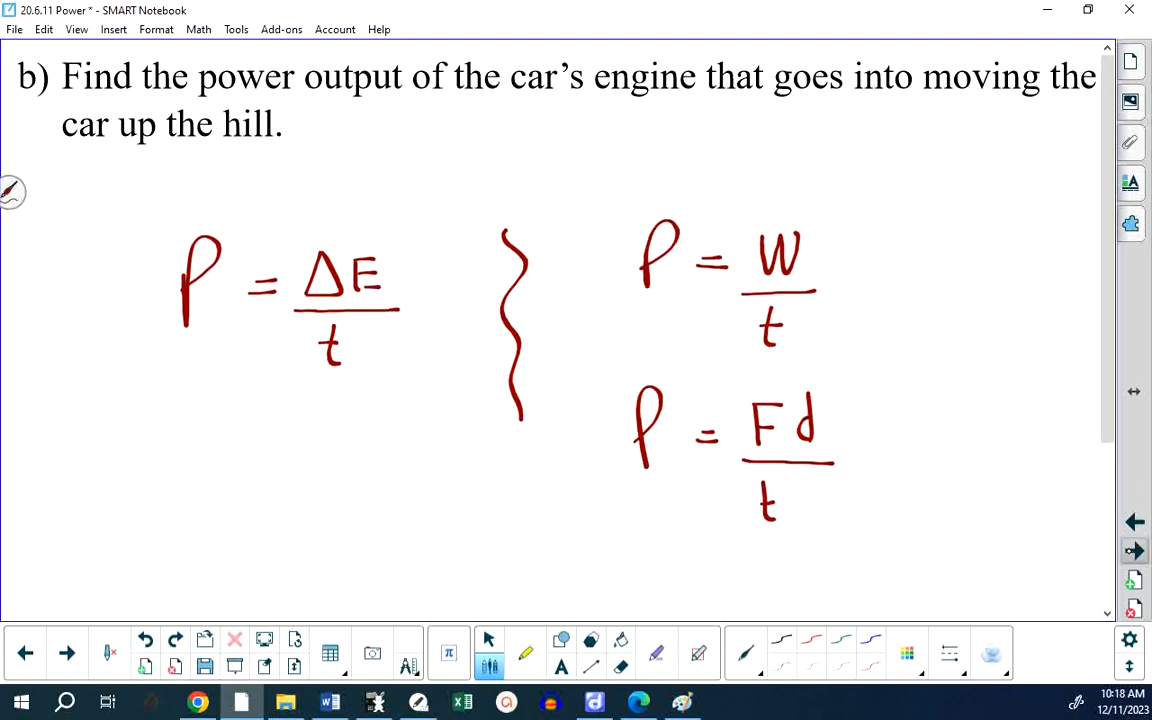 20.6.11 Power * - SMART Notebook
File Edit View Insert Format Math Tools Add-ons Account Help
b) Find the power output of the car’s engine that goes into moving the
car up the hill.
P = ΔE
t
P = W
t
P = Fd
t
10:18 AM
12/11/2023